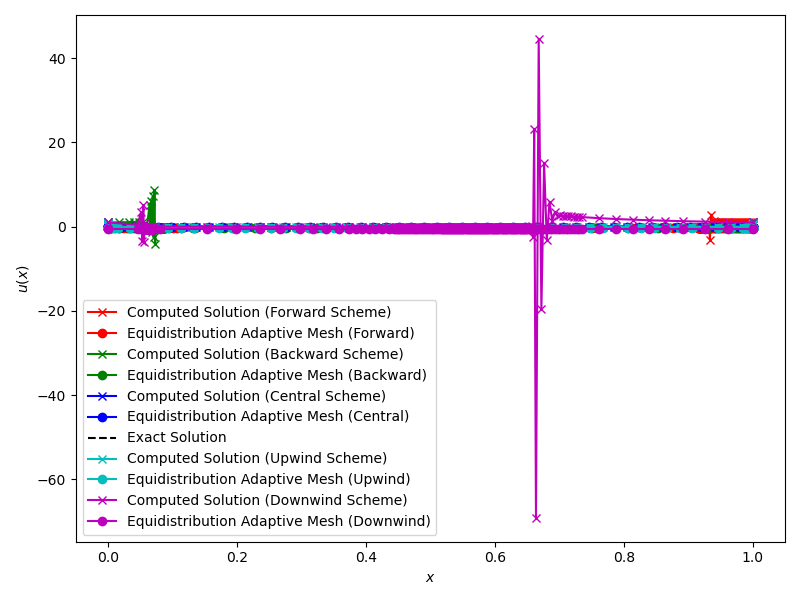 40
20
0
−20
−40
−60
u(x)
Computed Solution (Forward Scheme)
Equidistribution Adaptive Mesh (Forward)
Computed Solution (Backward Scheme)
Equidistribution Adaptive Mesh (Backward)
Computed Solution (Central Scheme)
Equidistribution Adaptive Mesh (Central)
Exact Solution
Computed Solution (Upwind Scheme)
Equidistribution Adaptive Mesh (Upwind)
Computed Solution (Downwind Scheme)
Equidistribution Adaptive Mesh (Downwind)
0.0 0.2 0.4 0.6 0.8 1.0
x